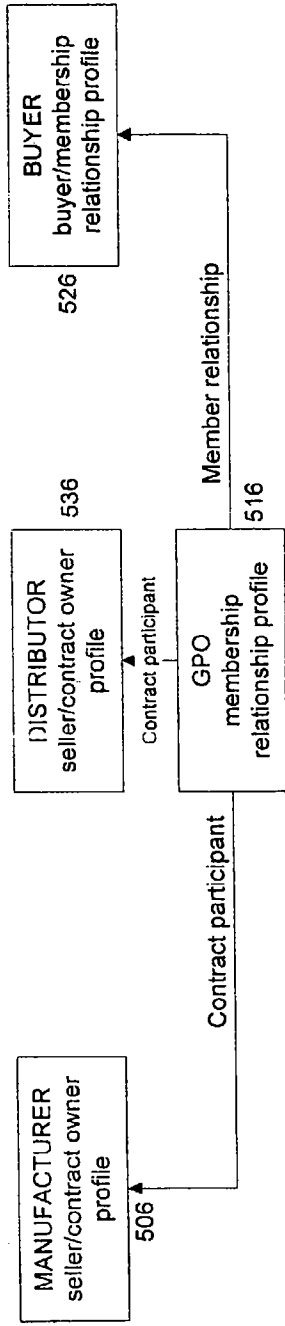 MANUFACTURER
seller/contract owner
profile
506
DISTRIBUTOR
seller/contract owner
profile
536
BUYER
buyer/membership
relationship profile
526
Contract participant
Contract participant
Member relationship
GPO
membership
relationship profile
516